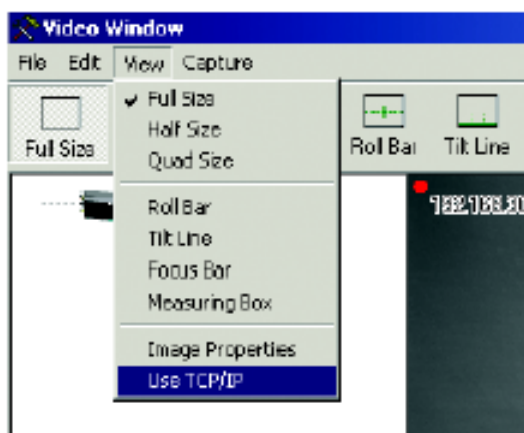 Video Window
File Edit View Capture
Full Size
Roll Bar
Tilt Line
Full Size
Half Size
Quad Size
Roll Bar
Tilt Line
Focus Bar
Measuring Box
Image Properties
Use TCP/IP